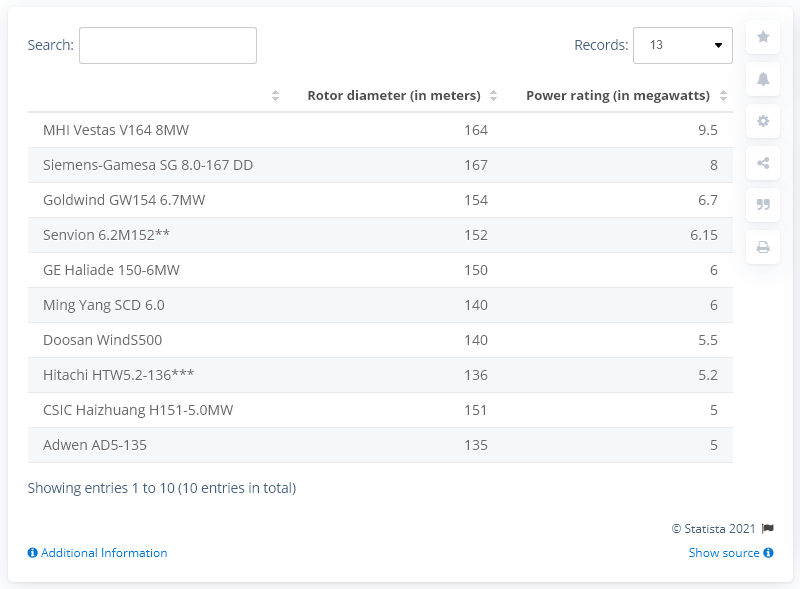 Search:
Records: 13
Rotor diameter (in meters) Power rating (in megawatts)
MHI Vestas V164 8MW 164 9.5
Siemens-Gamesa SG 8.0-167 DD 167 8
Goldwind GW154 6.7MW 154 6.7
Senvion 6.2M152** 152 6.15
GE Haliade 150-6MW 150 6
Ming Yang SCD 6.0 140 6
Doosan WindS500 140 5.5
Hitachi HTW5.2-136*** 136 5.2
CSIC Haizhuang H151-5.0MW 151 5
Adwen AD5-135 135 5
Showing entries 1 to 10 (10 entries in total)
© Statista 2021
Additional Information Show source